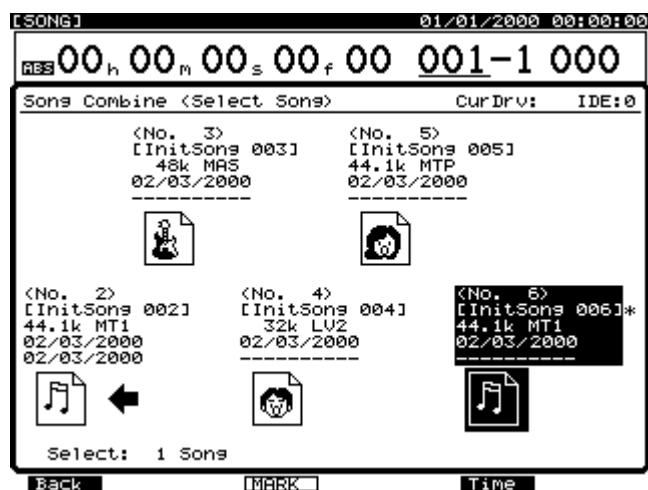 [SONG] 01/01/2000 00:00:00
ABS 00h 00m 00s 00f 00 001-1 000
Song Combine <Select Song> CurDrv: IDE:0
<No. 3>
[InitSong 003]
48k MAS
02/03/2000
----------
<No. 5>
[InitSong 005]
44.1k MTP
02/03/2000
----------
<No. 2>
[InitSong 002]
44.1k MT1
02/03/2000
02/03/2000
<No. 4>
[InitSong 004]
32k LV2
02/03/2000
----------
<No. 6>
[InitSong 006]*
44.1k MT1
02/03/2000
----------
Select: 1 Song
Back MARK Time